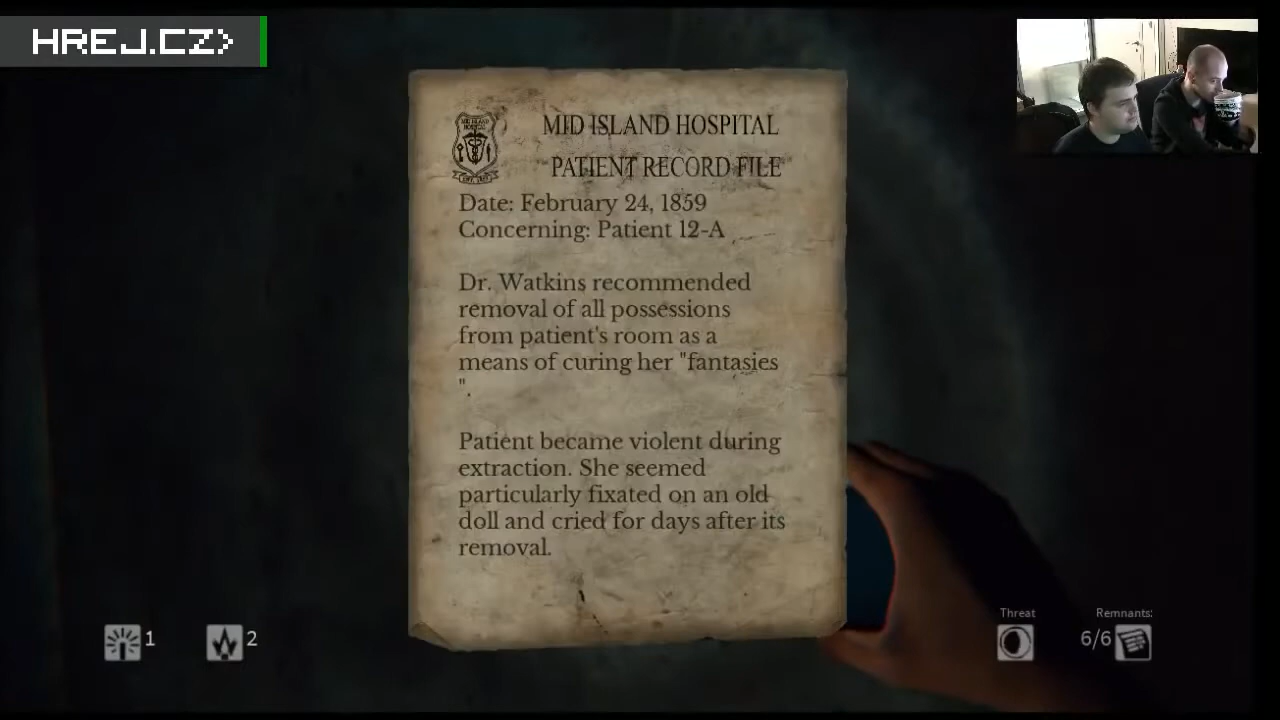 HREJ.CZ>
MID ISLAND HOSPITAL
PATIENT RECORD FILE
Date: February 24, 1859
Concerning: Patient 12-A
Dr. Watkins recommended
removal of all possessions
from patient's room as a
means of curing her "fantasies
".
Patient became violent during
extraction. She seemed
particularly fixated on an old
doll and cried for days after its
removal.
1
2
Threat
Remnants:
6/6